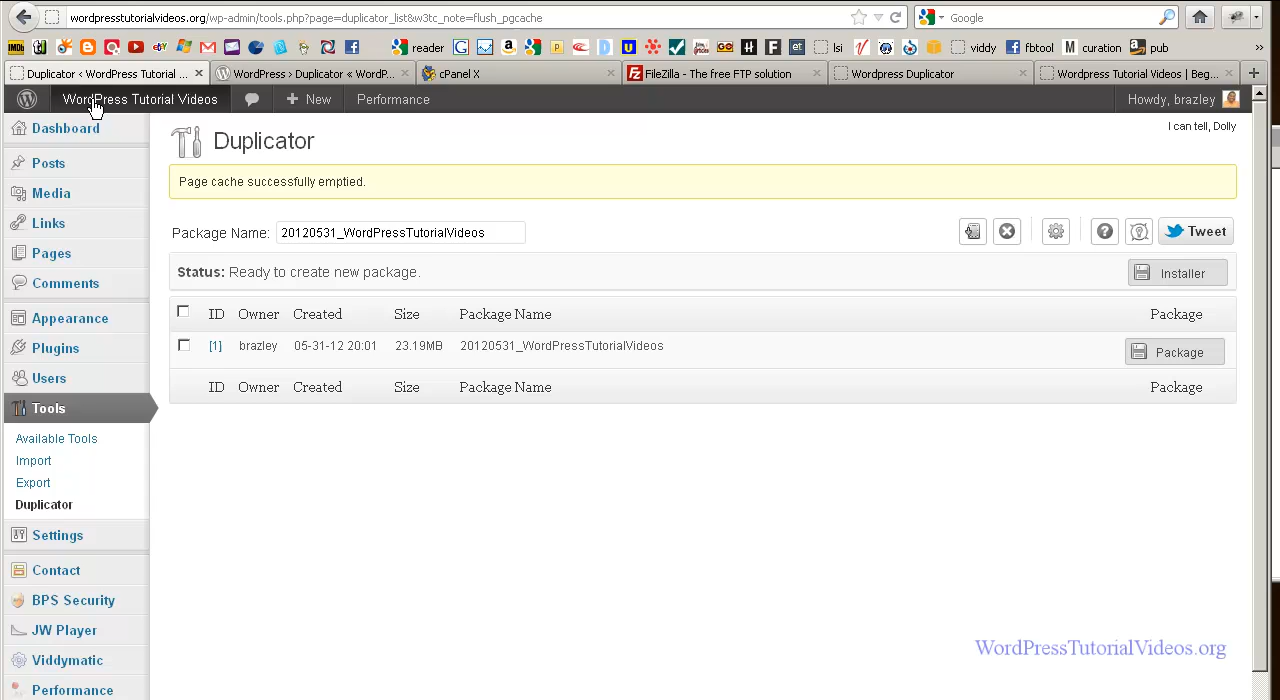 wordpresstutorialvideos.org/wp-admin/tools.php?page=duplicator_list&w3tc_note=flush_pgcache
Google
reader
lsi
viddy
fbtool
M curation
pub
Duplicator ‹ WordPress Tutorial ...
WordPress › Duplicator « WordP...
cPanel X
FileZilla - The free FTP solution
Wordpress Duplicator
Wordpress Tutorial Videos | Beg...
WordPress Tutorial Videos
New
Performance
Howdy, brazley
I can tell, Dolly
Dashboard
Posts
Media
Links
Pages
Comments
Appearance
Plugins
Users
Tools
Available Tools
Import
Export
Duplicator
Settings
Contact
BPS Security
JW Player
Viddymatic
Performance
Duplicator
Page cache successfully emptied.
Package Name: 20120531_WordPressTutorialVideos
Tweet
Status: Ready to create new package.
Installer
ID Owner Created Size Package Name Package
[1] brazley 05-31-12 20:01 23.19MB 20120531_WordPressTutorialVideos Package
ID Owner Created Size Package Name Package
WordPressTutorialVideos.org